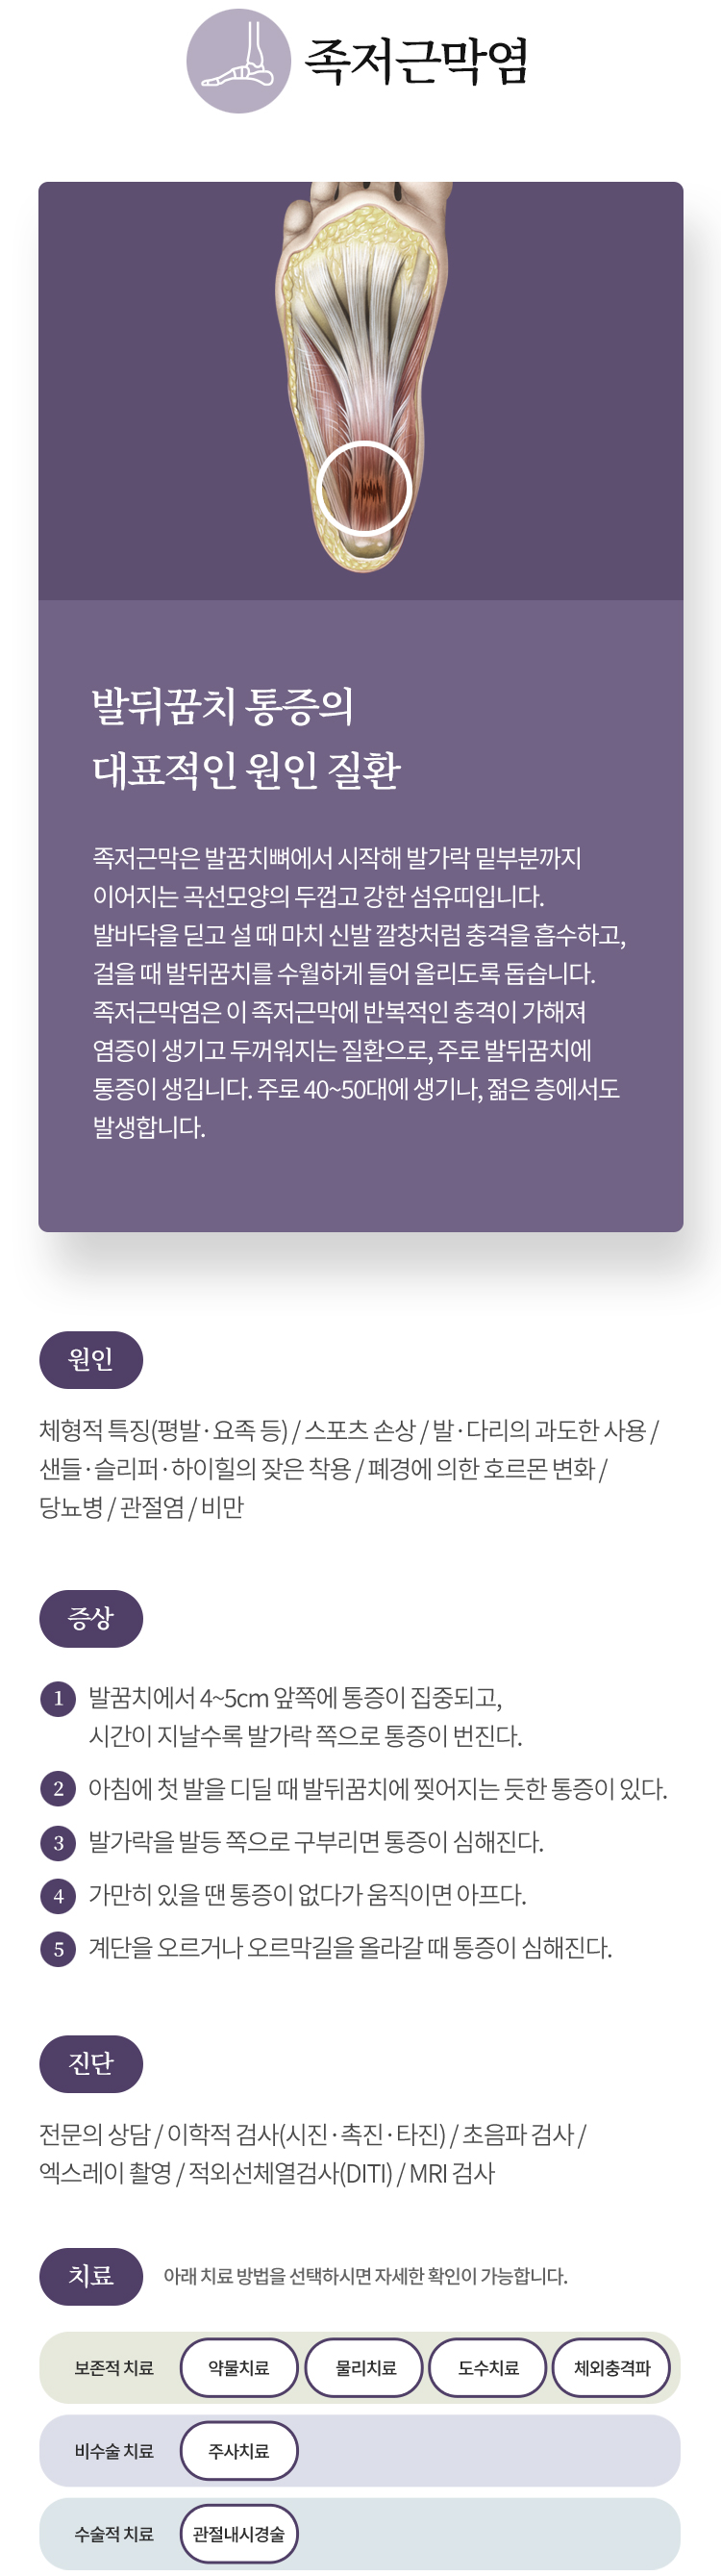 족저근막염
발뒤꿈치 통증의
대표적인 원인 질환
족저근막은 발꿈치뼈에서 시작해 발가락 밑부분까지
이어지는 곡선모양의 두껍고 강한 섬유띠입니다.
발바닥을 딛고 설 때 마치 신발 깔창처럼 충격을 흡수하고,
걸을 때 발뒤꿈치를 수월하게 들어 올리도록 돕습니다.
족저근막염은 이 족저근막에 반복적인 충격이 가해져
염증이 생기고 두꺼워지는 질환으로, 주로 발뒤꿈치에
통증이 생깁니다. 주로 40~50대에 생기나, 젊은 층에서도
발생합니다.
원인
체형적 특징(평발·요족 등) / 스포츠 손상 / 발·다리의 과도한 사용 /
샌들·슬리퍼·하이힐의 잦은 착용 / 폐경에 의한 호르몬 변화 /
당뇨병 / 관절염 / 비만
증상
1 발꿈치에서 4~5cm 앞쪽에 통증이 집중되고,
시간이 지날수록 발가락 쪽으로 통증이 번진다.
2 아침에 첫 발을 디딜 때 발뒤꿈치에 찢어지는 듯한 통증이 있다.
3 발가락을 발등 쪽으로 구부리면 통증이 심해진다.
4 가만히 있을 땐 통증이 없다가 움직이면 아프다.
5 계단을 오르거나 오르막길을 올라갈 때 통증이 심해진다.
진단
전문의 상담 / 이학적 검사(시진·촉진·타진) / 초음파 검사 /
엑스레이 촬영 / 적외선체열검사(DITI) / MRI 검사
치료 아래 치료 방법을 선택하시면 자세한 확인이 가능합니다.
보존적 치료 약물치료 물리치료 도수치료 체외충격파
비수술 치료 주사치료
수술적 치료 관절내시경술